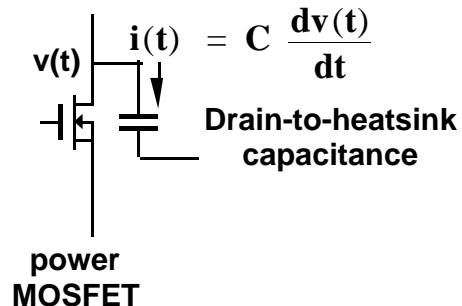 i(t) = C dv(t)/dt
v(t)
Drain-to-heatsink
capacitance
power
MOSFET